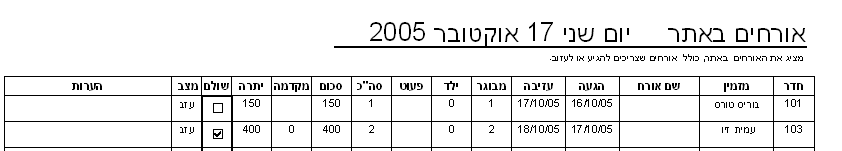 אורחים באתר יום שני 17 אוקטובר 2005
מציג את האורחים באתר, כולל אורחים שצריכים להגיע או לעזוב.
חדר מזמין שם אורח הגעה עזיבה מבוגר ילד פעוט סה"כ סכום מקדמה יתרה שולם מצב הערות
101 בוריס טורס 16/10/05 17/10/05 1 0 1 150 150 עזב
103 עמית זיו 17/10/05 18/10/05 2 0 2 400 0 400 עזב